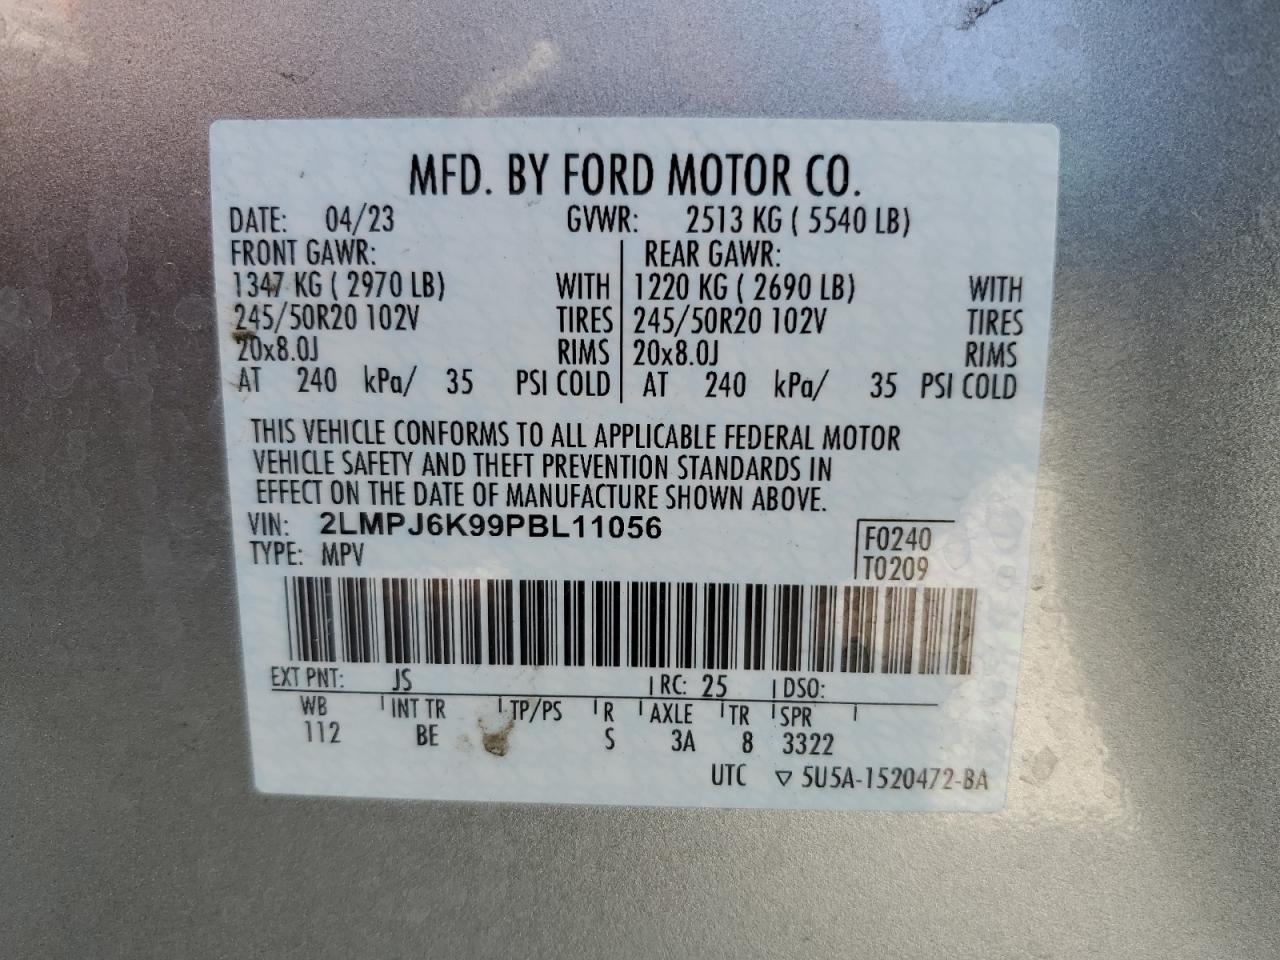 MFD. BY FORD MOTOR CO.
DATE: 04/23 GVWR: 2513 KG ( 5540 LB)
FRONT GAWR: REAR GAWR:
1347 KG ( 2970 LB) WITH 1220 KG ( 2690 LB) WITH
245/50R20 102V TIRES 245/50R20 102V TIRES
20x8.0J RIMS 20x8.0J RIMS
AT 240 kPa/ 35 PSI COLD AT 240 kPa/ 35 PSI COLD
THIS VEHICLE CONFORMS TO ALL APPLICABLE FEDERAL MOTOR
VEHICLE SAFETY AND THEFT PREVENTION STANDARDS IN
EFFECT ON THE DATE OF MANUFACTURE SHOWN ABOVE.
VIN: 2LMPJ6K99PBL11056 F0240
TYPE: MPV T0209
EXT PNT: JS RC: 25 DSO:
WB INT TR TP/PS R AXLE TR SPR
112 BE S 3A 8 3322
UTC ▽ 5U5A-1520472-BA